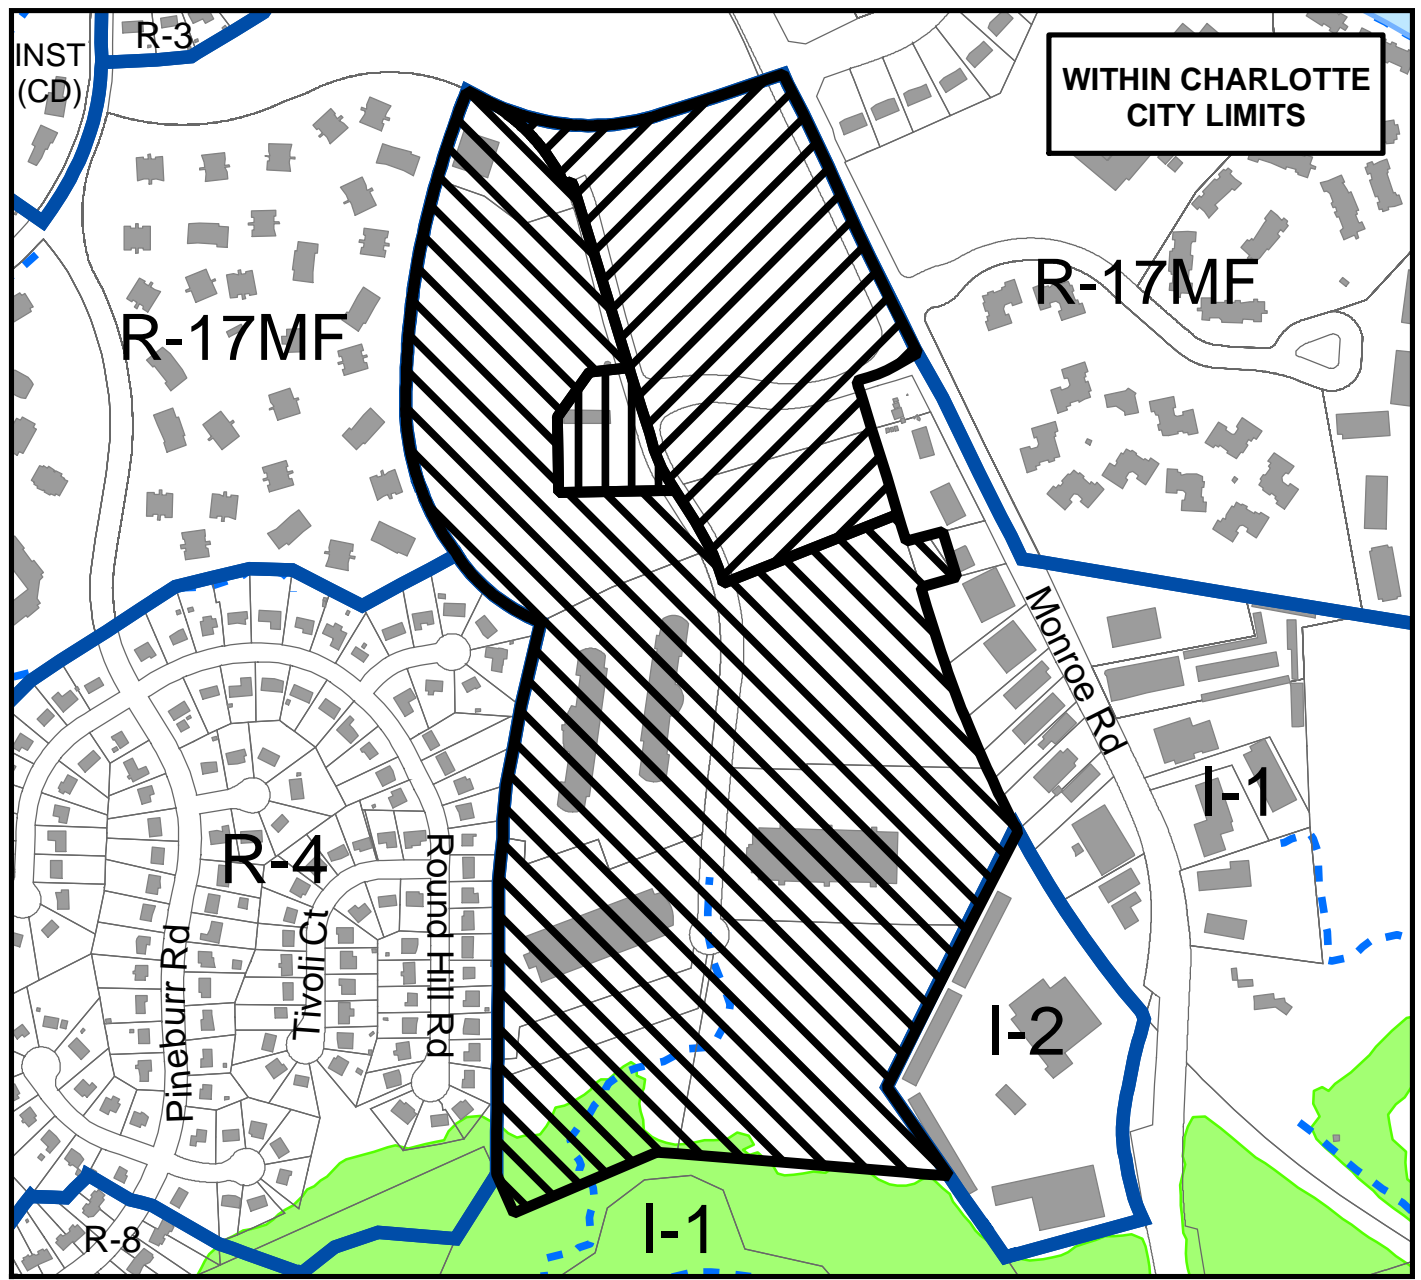 R-3
INST
(CD)
WITHIN CHARLOTTE
CITY LIMITS
R-17MF
R-17MF
Monroe Rd
I-1
R-4
Round Hill Rd
Tivoli Ct
Pineburr Rd
I-2
I-1
R-8